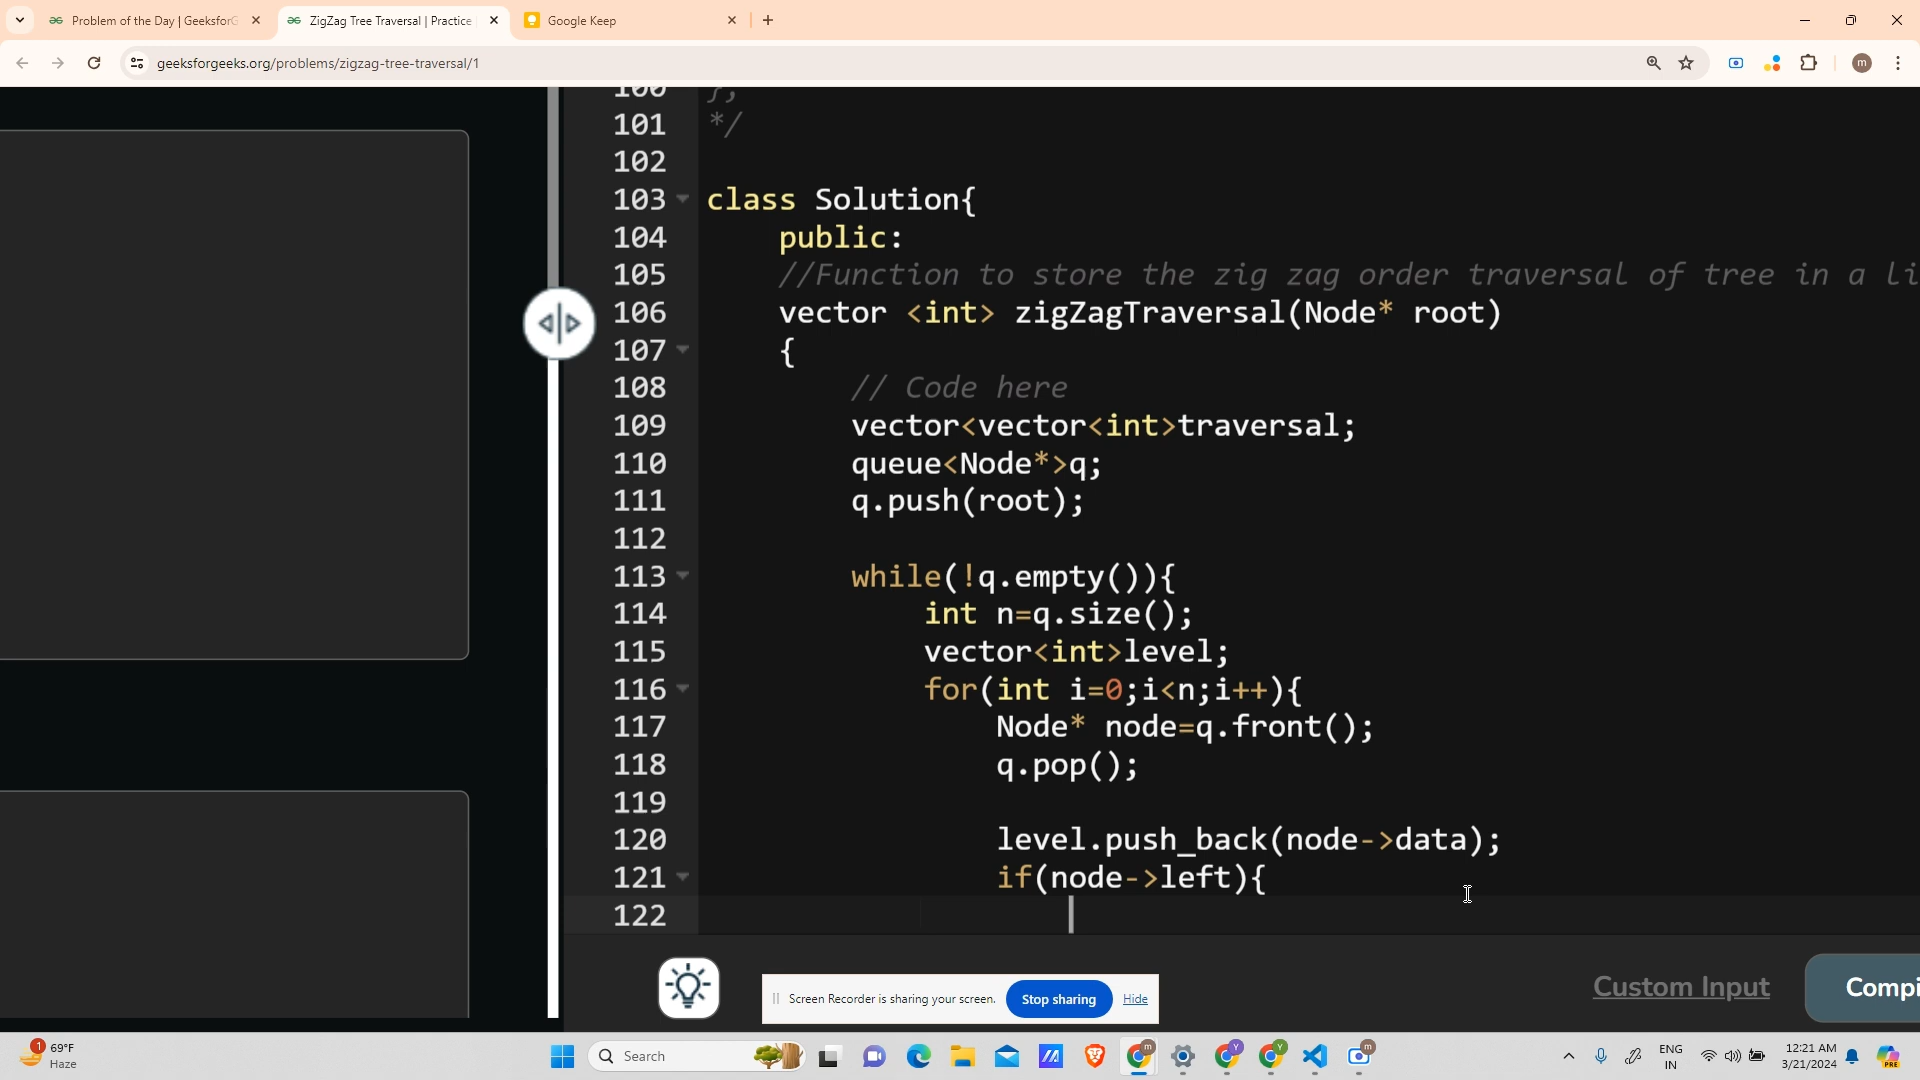 Problem of the Day | GeeksforG
ZigZag Tree Traversal | Practice
Google Keep
geeksforgeeks.org/problems/zigzag-tree-traversal/1
m
100 };
101 */
102
103 class Solution{
104 public:
105 //Function to store the zig zag order traversal of tree in a li
106 vector <int> zigZagTraversal(Node* root)
107 {
108 // Code here
109 vector<vector<int>traversal;
110 queue<Node*>q;
111 q.push(root);
112
113 while(!q.empty()){
114 int n=q.size();
115 vector<int>level;
116 for(int i=0;i<n;i++){
117 Node* node=q.front();
118 q.pop();
119
120 level.push_back(node->data);
121 if(node->left){
122
Custom Input
Compi
Screen Recorder is sharing your screen.
Stop sharing
Hide
1
69°F
Haze
Search
m
Y
Y
m
ENG
IN
12:21 AM
3/21/2024
PRE